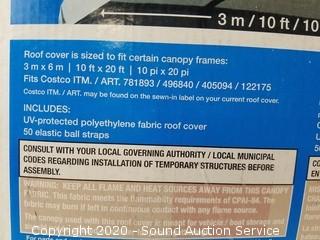 3 m / 10 ft / 10
Roof cover is sized to fit certain canopy frames:
3 m x 6 m | 10 ft x 20 ft | 10 pi x 20 pi
Fits Costco ITM. / ART. 781893 / 496840 / 405094 / 122175
Costco ITM. / ART. may be found on the sewn-in label on your current roof cover.
INCLUDES:
UV-protected polyethylene fabric roof cover
50 elastic ball straps
CONSULT WITH YOUR LOCAL GOVERNING AUTHORITY / LOCAL MUNICIPAL
CODES REGARDING INSTALLATION OF TEMPORARY STRUCTURES BEFORE
ASSEMBLY.
WARNING: KEEP ALL FLAME AND HEAT SOURCES AWAY FROM THIS CANOPY
FABRIC. This fabric meets the flammability requirements of CPAI-84. The
fabric may burn if left in continuous contact with any flame source.
The canopy used with this roof cover is meant for vehicle / boat storage and
Copyright 2020 - Sound Auction Service